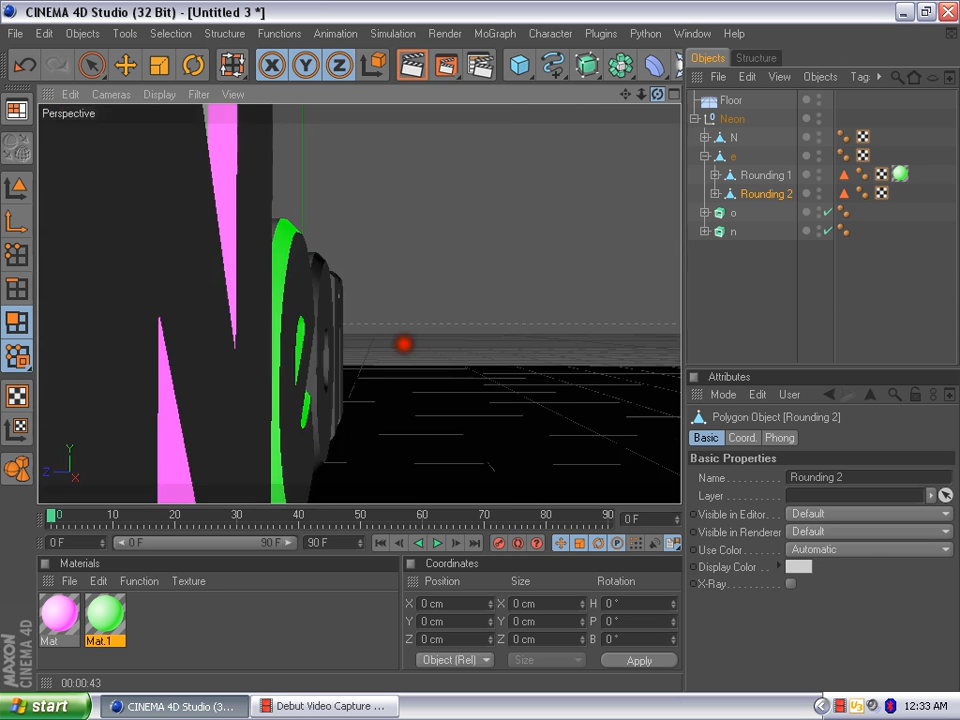 CINEMA 4D Studio (32 Bit) - [Untitled 3 *]
File Edit Objects Tools Selection Structure Functions Animation Simulation Render MoGraph Character Plugins Python Window Help
X Y Z
Objects Structure
File Edit View Objects Tag
Edit Cameras Display Filter View
Perspective
Floor
Neon
N
e
Rounding 1
Rounding 2
o
n
Y
Z
X
Attributes
Mode Edit User
Polygon Object [Rounding 2]
Basic Coord. Phong
Basic Properties
Name Rounding 2
Layer
Visible in Editor Default
Visible in Renderer Default
Use Color Automatic
Display Color
X-Ray
0 10 20 30 40 50 60 70 80 90 0 F
0 F 0 F 90 F 90 F
Materials
File Edit Function Texture
Mat Mat.1
Coordinates
Position Size Rotation
X 0 cm X 0 cm H 0 °
Y 0 cm Y 0 cm P 0 °
Z 0 cm Z 0 cm B 0 °
Object (Rel) Size Apply
MAXON CINEMA 4D
00:00:43
start CINEMA 4D Studio (3... Debut Video Capture ... 12:33 AM